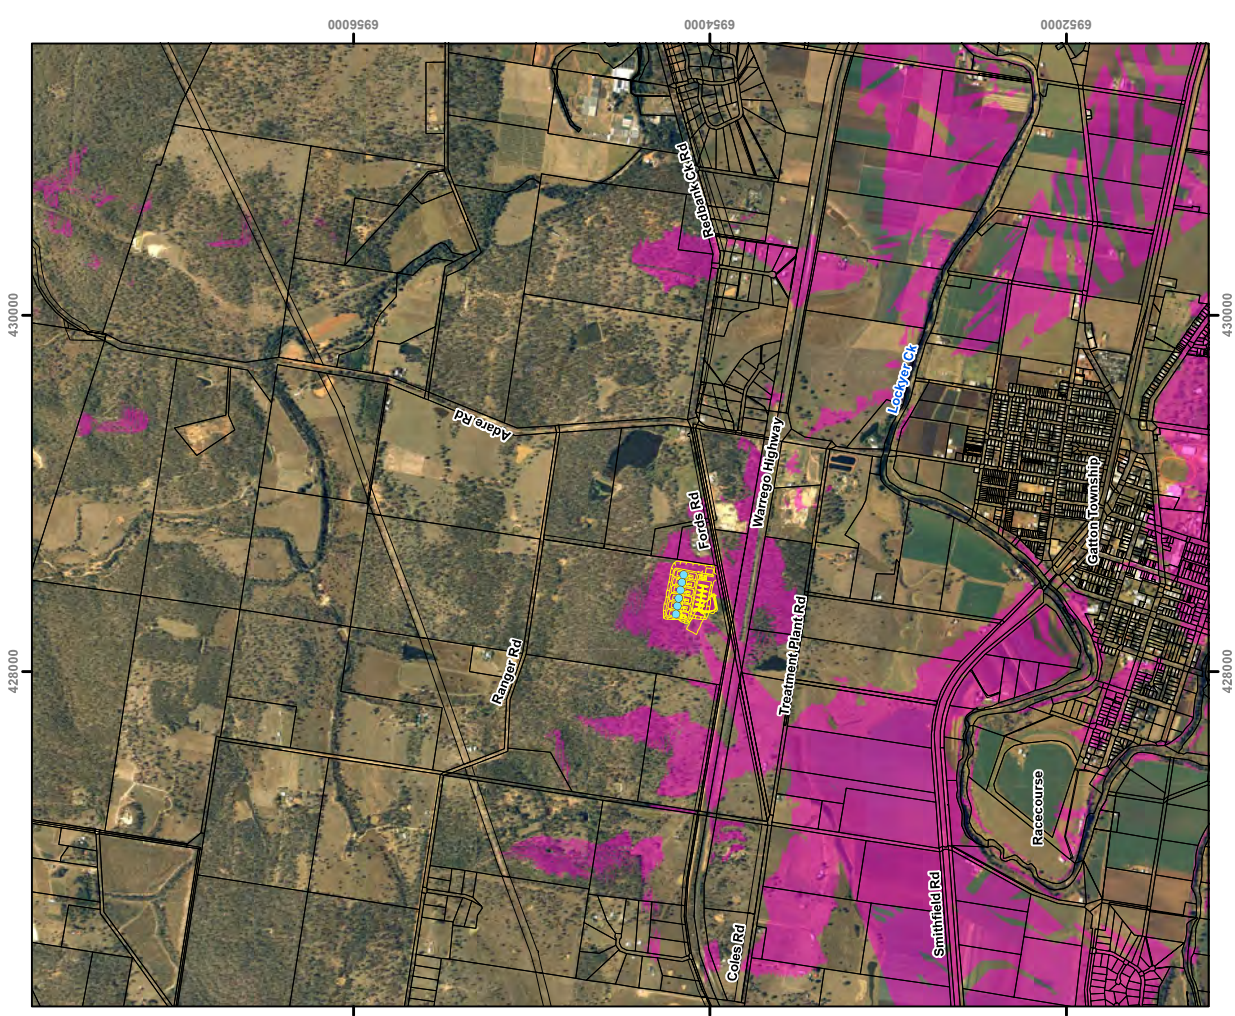 6956000
6954000
6952000
Redbank Ck Rd
430000
430000
Lockyer Ck
Adare Rd
Warrego Highway
Fords Rd
Gatton Township
Treatment Plant Rd
Ranger Rd
428000
428000
Racecourse
Smithfield Rd
Coles Rd